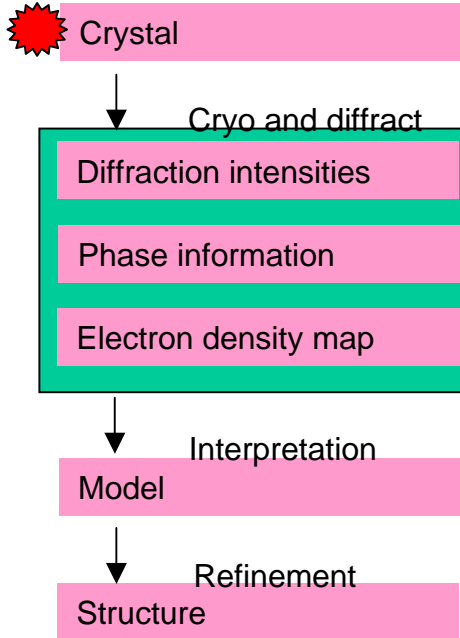 Crystal
Cryo and diffract
Diffraction intensities
Phase information
Electron density map
Interpretation
Model
Refinement
Structure